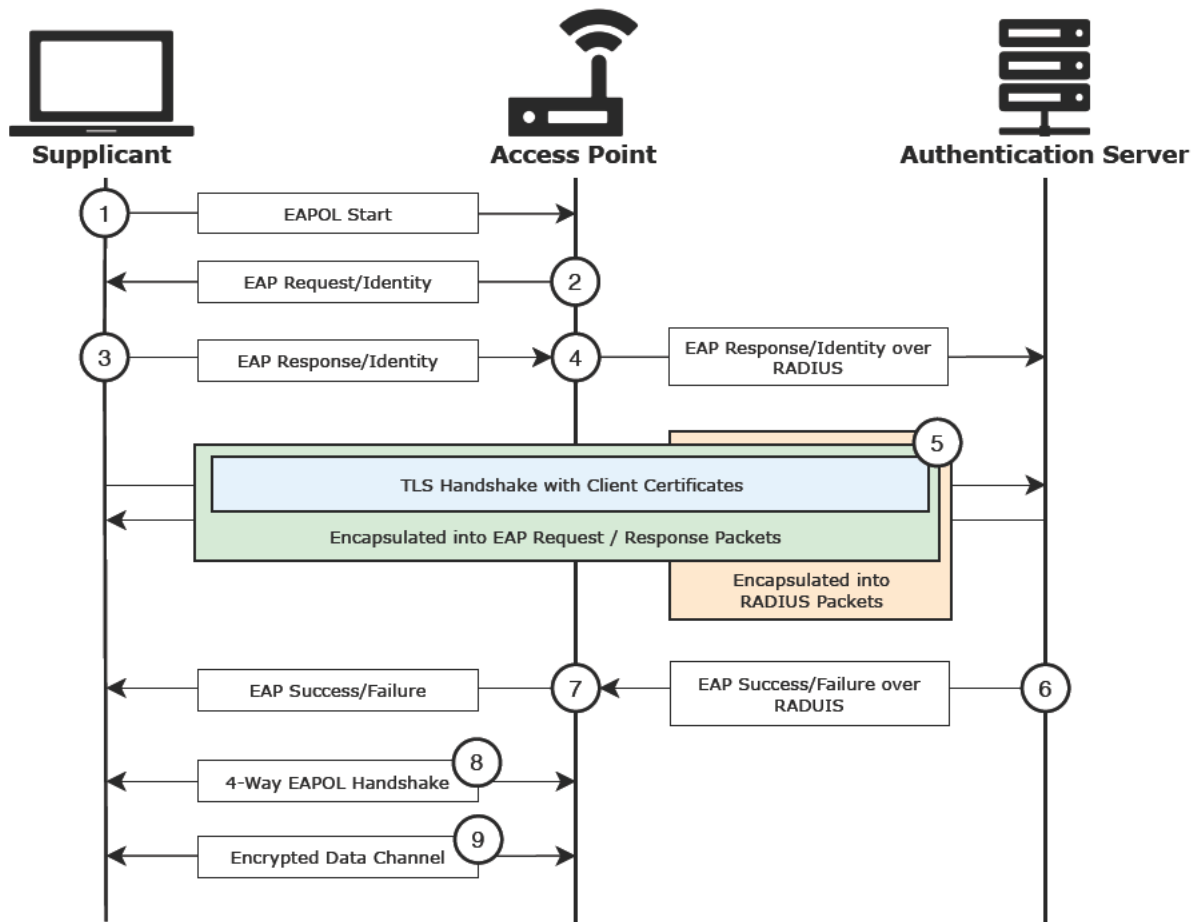 Supplicant
Access Point
Authentication Server
1
EAPOL Start
EAP Request/Identity
2
3
EAP Response/Identity
4
EAP Response/Identity over
RADIUS
5
TLS Handshake with Client Certificates
Encapsulated into EAP Request / Response Packets
Encapsulated into
RADIUS Packets
EAP Success/Failure
7
EAP Success/Failure over
RADUIS
6
8
4-Way EAPOL Handshake
9
Encrypted Data Channel